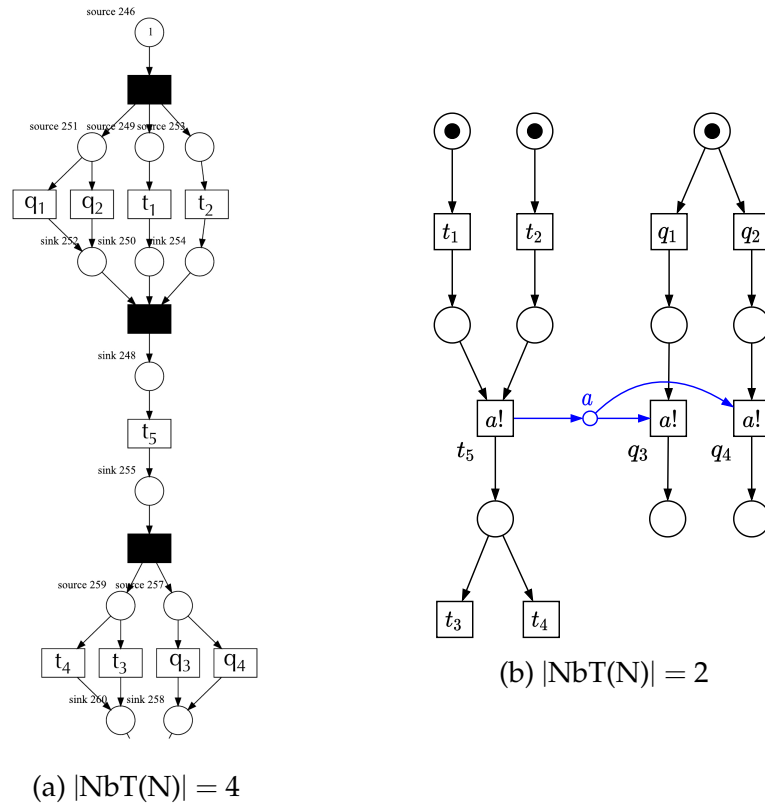 source 246
1
source 251 source 249 source 253
q1 q2 t1 t2
sink 252 sink 250 sink 254
sink 248
t5
sink 255
source 259 source 257
t4 t3 q3 q4
sink 260 sink 258
(a) |NbT(N)| = 4
t1 t2 q1 q2
a
a! a! a!
t5 q3 q4
t3 t4
(b) |NbT(N)| = 2